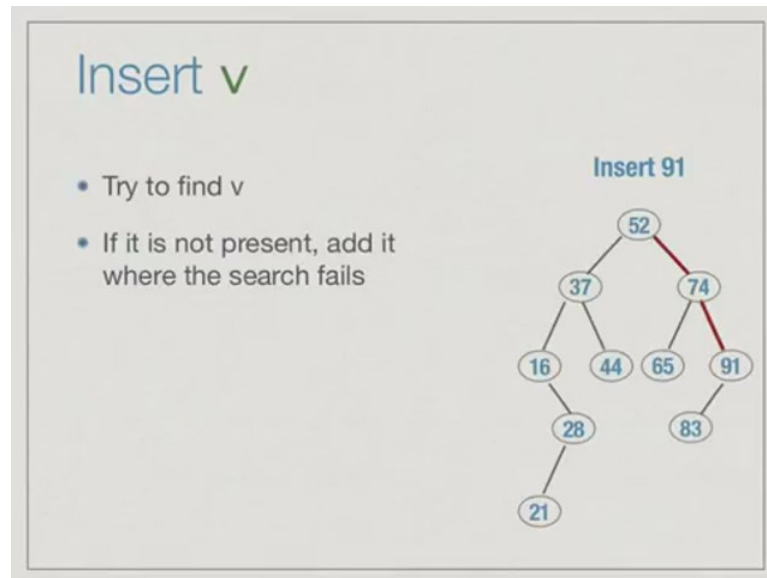 Insert v
• Try to find v
• If it is not present, add it
where the search fails
Insert 91
52
37 74
16 44 65 91
28 83
21